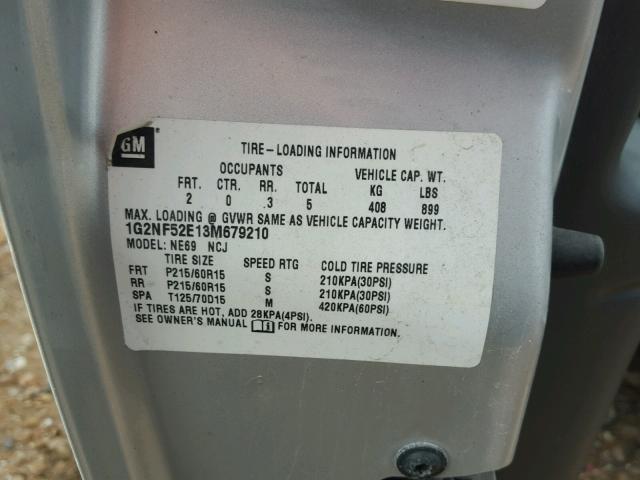 GM
TIRE-LOADING INFORMATION
OCCUPANTS VEHICLE CAP. WT.
FRT. CTR. RR. TOTAL KG LBS
2 0 3 5 408 899
MAX. LOADING @ GVWR SAME AS VEHICLE CAPACITY WEIGHT.
1G2NF52E13M679210
MODEL: NE69 NCJ
TIRE SIZE SPEED RTG COLD TIRE PRESSURE
FRT P215/60R15 S 210KPA(30PSI)
RR P215/60R15 S 210KPA(30PSI)
SPA T125/70D15 M 420KPA(60PSI)
IF TIRES ARE HOT, ADD 28KPA(4PSI).
SEE OWNER'S MANUAL FOR MORE INFORMATION.